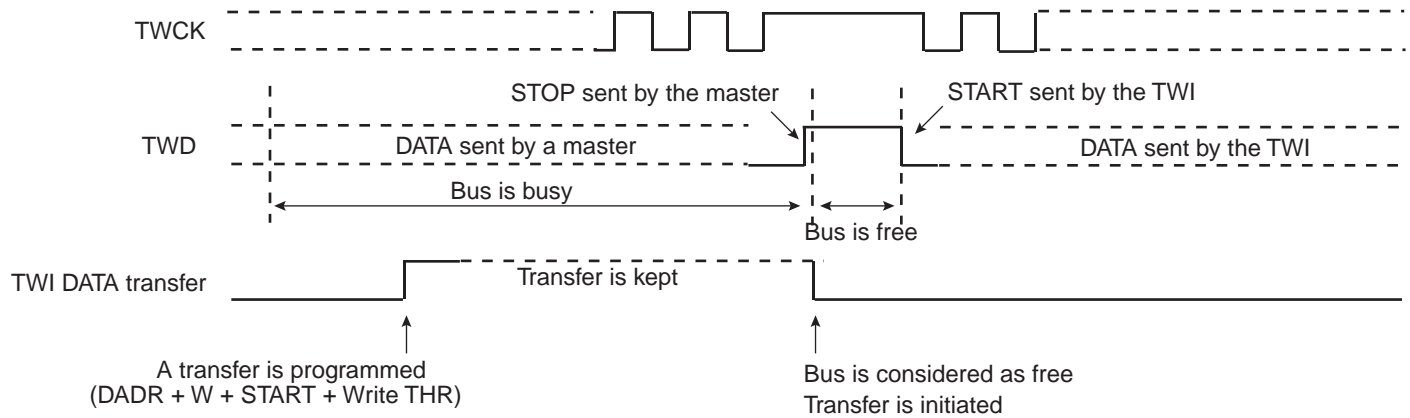 TWCK
STOP sent by the master
START sent by the TWI
TWD
DATA sent by a master
DATA sent by the TWI
Bus is busy
Bus is free
TWI DATA transfer
Transfer is kept
A transfer is programmed
(DADR + W + START + Write THR)
Bus is considered as free
Transfer is initiated